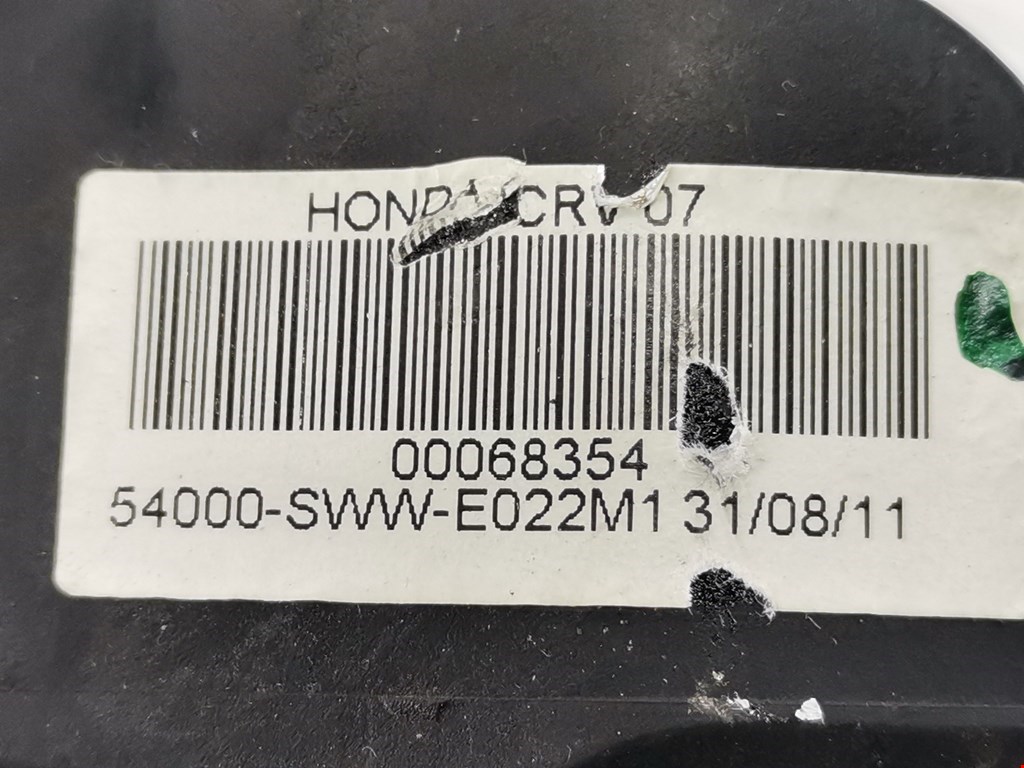 HONDA CRV 07
00068354
54000-SWW-E022M1 31/08/11